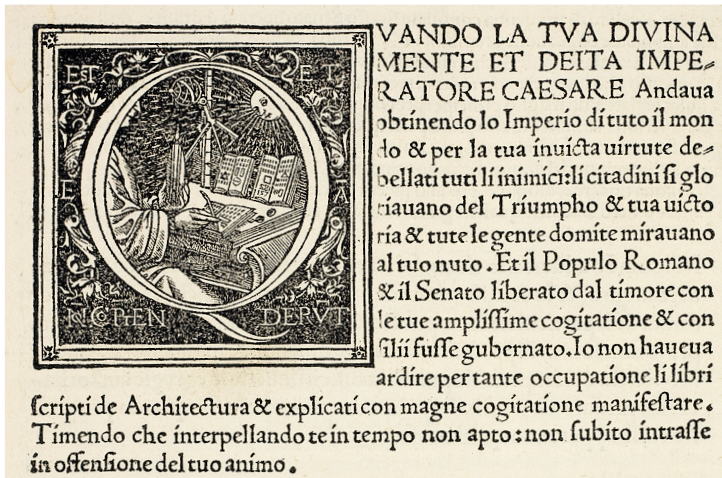 QVANDO LA TVA DIVINA
MENTE ET DEITA IMPE⸗
RATORE CAESARE Andaua
obtinendo lo Imperio di tuto il mon
do & per la tua inuicta uirtute de⸗
bellati tuti li inimici: li citadini ſi glo
riauano del Triumpho & tua uicto
ria & tute le gente domite mirauano
al tuo nuto. Et il Populo Romano
& il Senato liberato dal timore con
le tue ampliſſime cogitatione & con
ſilii fuſſe gubernato. Io non haueua
ardire per tante occupatione li libri
ſcripti de Architectura & explicati con magne cogitatione manifeſtare.
Timendo che interpellando te in tempo non apto: non ſubito intraſſe
in offenſione del tuo animo.
ET ET
DEPVT